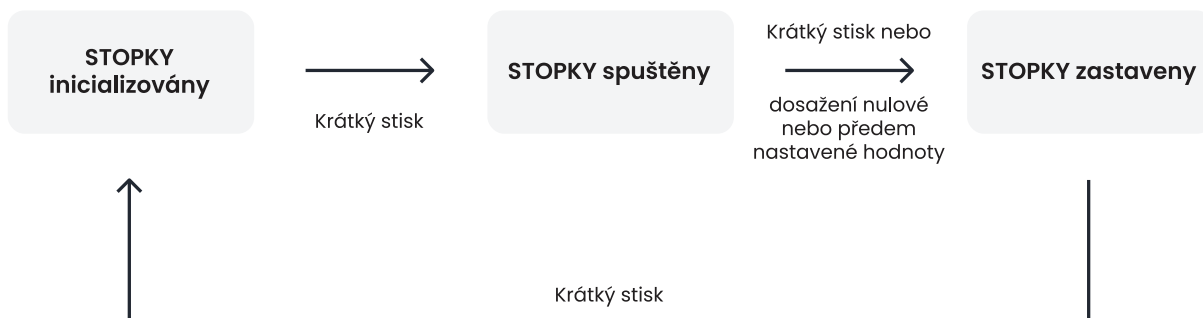 STOPKY
inicializovány
Krátký stisk
STOPKY spuštěny
Krátký stisk nebo
dosažení nulové
nebo předem
nastavené hodnoty
STOPKY zastaveny
Krátký stisk